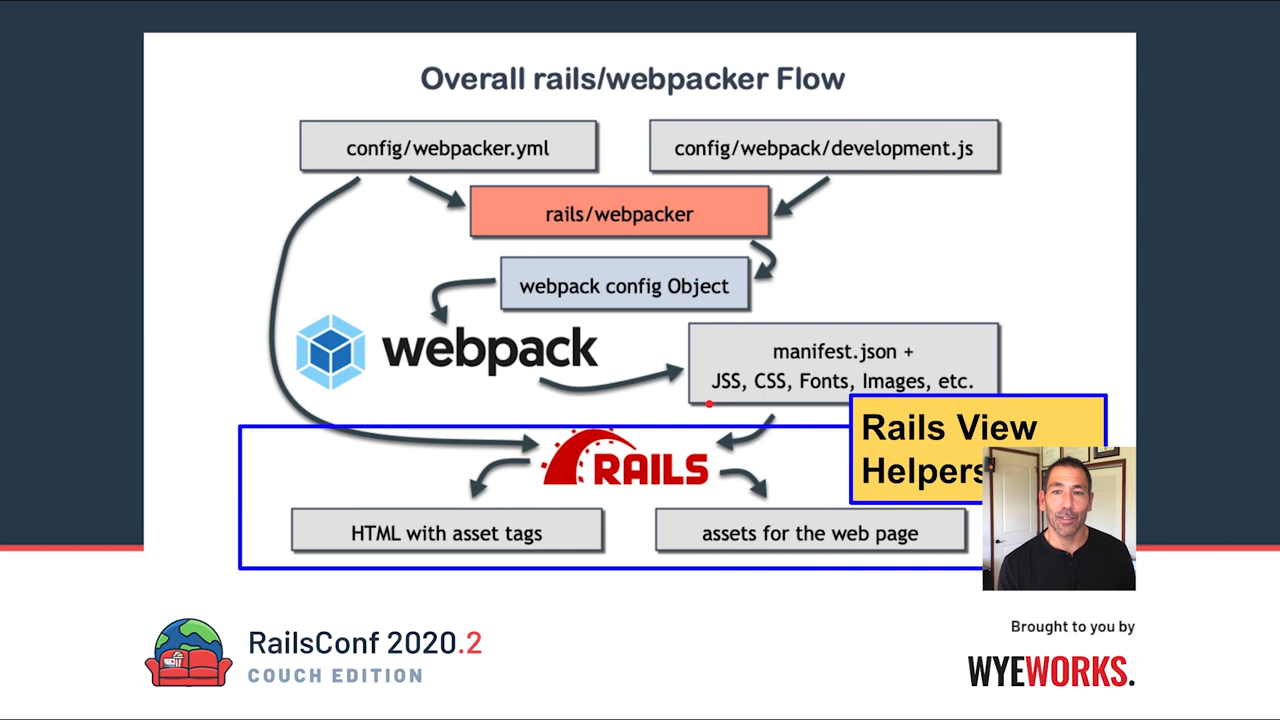 Overall rails/webpacker Flow
config/webpacker.yml
config/webpack/development.js
rails/webpacker
webpack config Object
webpack
manifest.json +
JSS, CSS, Fonts, Images, etc.
Rails View
Helpers
RAILS
HTML with asset tags
assets for the web page
RailsConf 2020.2
COUCH EDITION
Brought to you by
WYEWORKS.